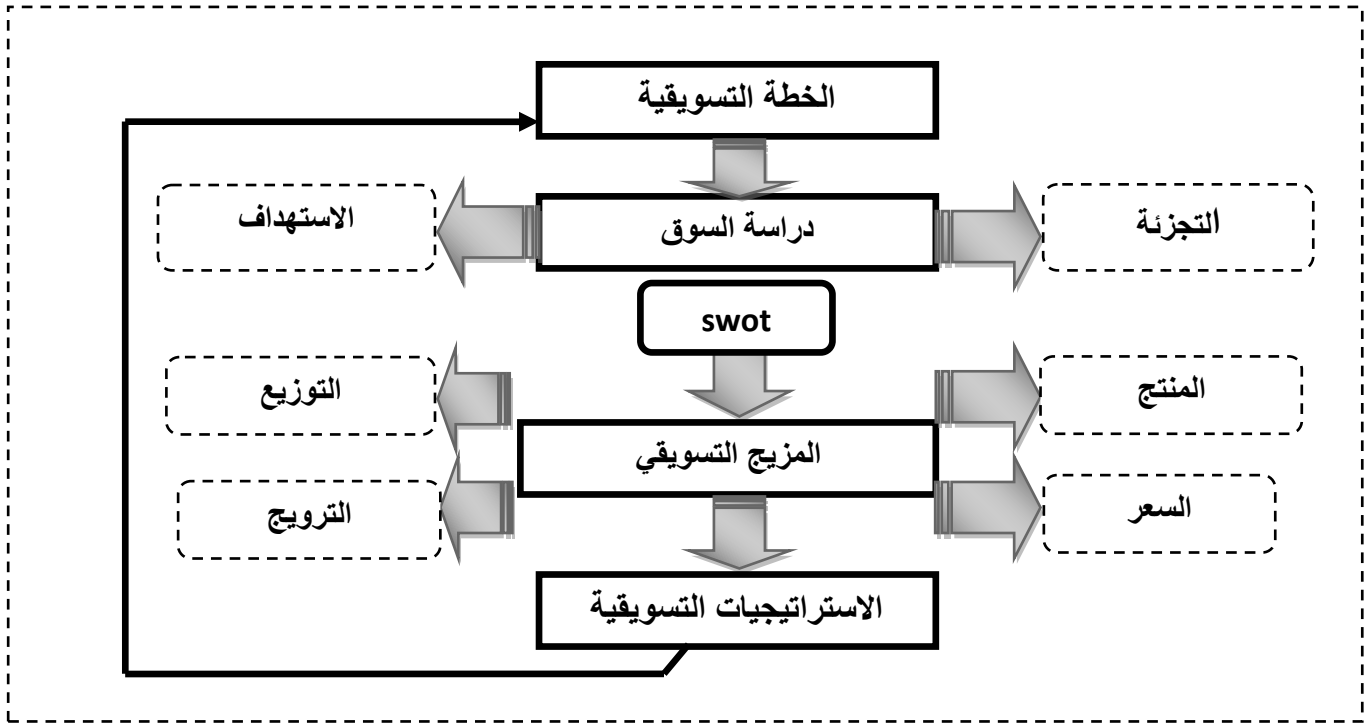 الخطة التسويقية
التجزئة
دراسة السوق
الاستهداف
swot
المنتج
التوزيع
المزيج التسويقي
السعر
الترويج
الاستراتيجيات التسويقية